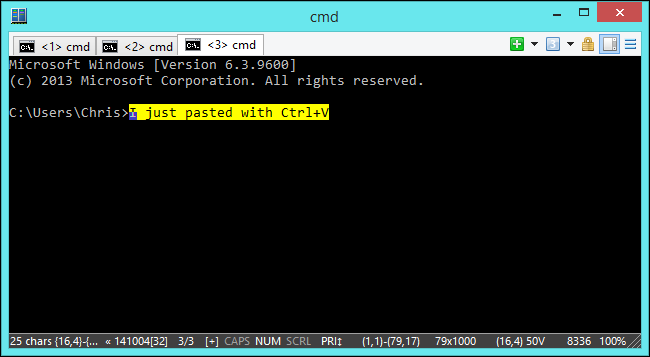 cmd
<1> cmd
<2> cmd
<3> cmd
Microsoft Windows [Version 6.3.9600]
(c) 2013 Microsoft Corporation. All rights reserved.
C:\Users\Chris>I just pasted with Ctrl+V
25 chars {16,4}-{... « 141004[32] 3/3 [+] CAPS NUM SCRL PRI‡ (1,1)-(79,17) 79x1000 (16,4) 50V 8336 100%